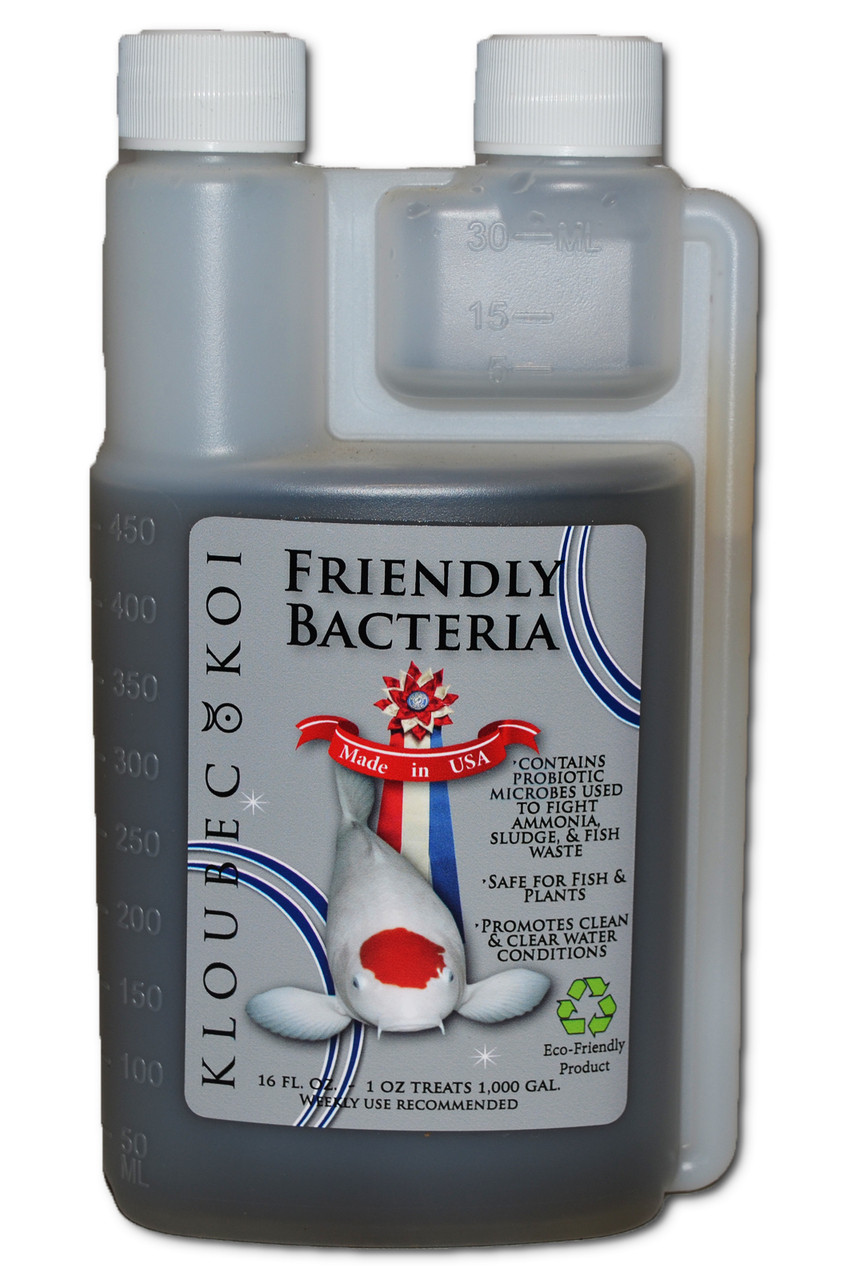 30 ML
15
5
450
400
350
300
250
200
150
100
50
ML
KLOUBEC KOI
FRIENDLY
BACTERIA
Made in USA
·CONTAINS
PROBIOTIC
MICROBES USED
TO FIGHT
AMMONIA,
SLUDGE, & FISH
WASTE
·SAFE FOR FISH &
PLANTS
·PROMOTES CLEAN
& CLEAR WATER
CONDITIONS
Eco-Friendly
Product
16 FL. OZ. - 1 OZ TREATS 1,000 GAL.
WEEKLY USE RECOMMENDED